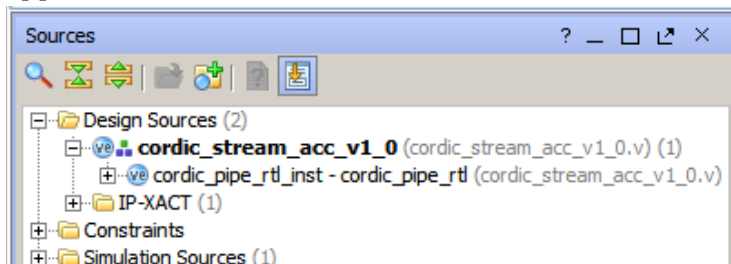 Sources
?
Design Sources (2)
cordic_stream_acc_v1_0 (cordic_stream_acc_v1_0.v) (1)
cordic_pipe_rtl_inst - cordic_pipe_rtl (cordic_stream_acc_v1_0.v)
IP-XACT (1)
Constraints
Simulation Sources (1)